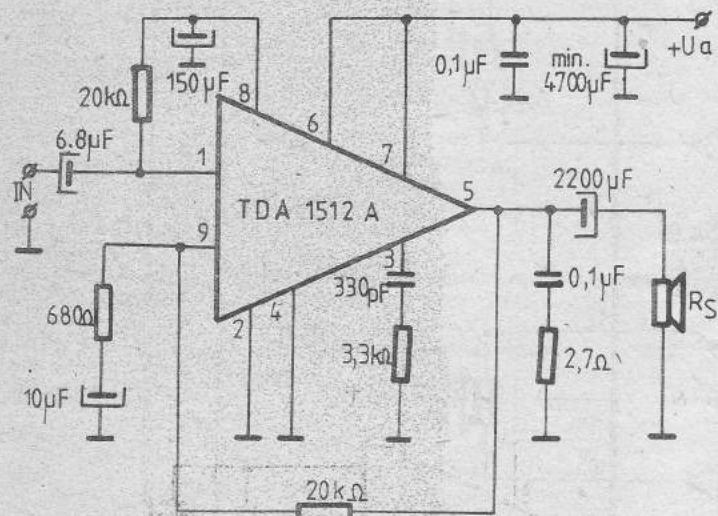 +Ua
0,1µF
min.
4700µF
150µF
20kΩ
8
6
7
6.8µF
1
IN
TDA 1512 A
5
2200µF
9
3
330pF
0,1µF
RS
680Ω
2
4
3,3kΩ
2,7Ω
10µF
20kΩ